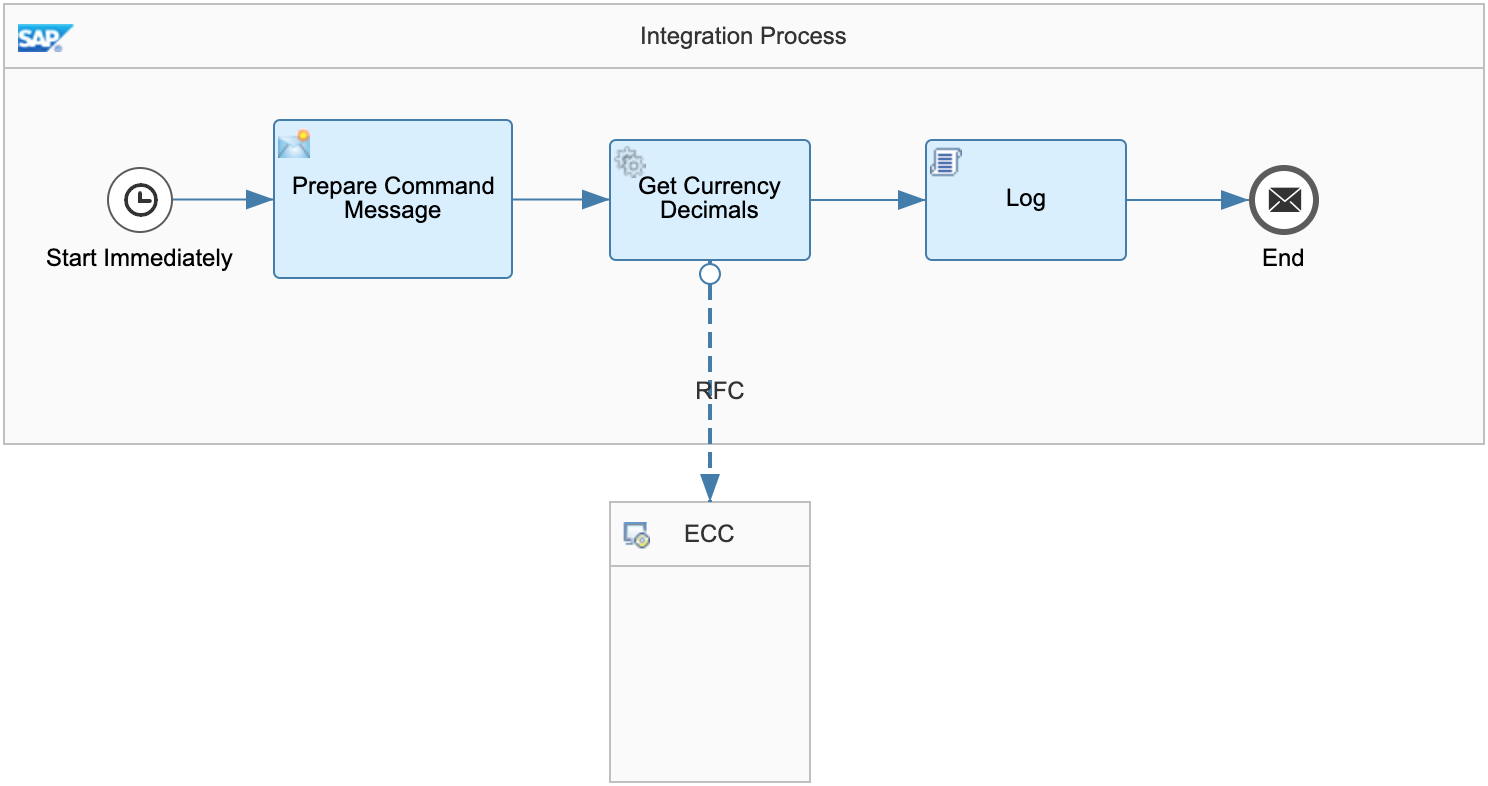 SAP
Integration Process
Start Immediately
Prepare Command
Message
Get Currency
Decimals
Log
End
RFC
ECC